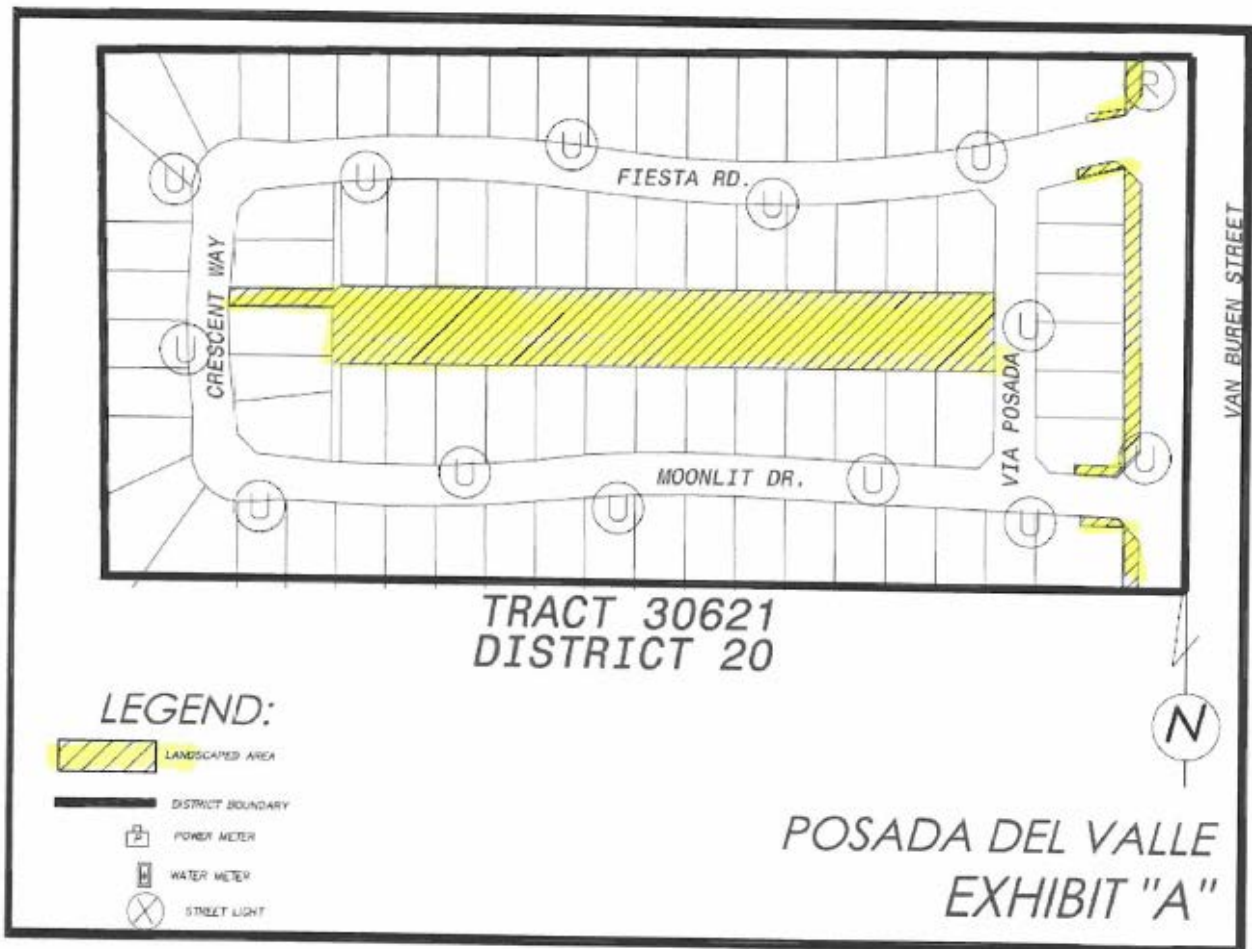 R
U
U
U
U
U
FIESTA RD.
VAN BUREN STREET
CRESCENT WAY
U
U
VIA POSADA
U
U
MOONLIT DR.
U
U
U
U
TRACT 30621
DISTRICT 20
LEGEND:
LANDSCAPED AREA
DISTRICT BOUNDARY
POWER METER
WATER METER
STREET LIGHT
N
POSADA DEL VALLE
EXHIBIT "A"